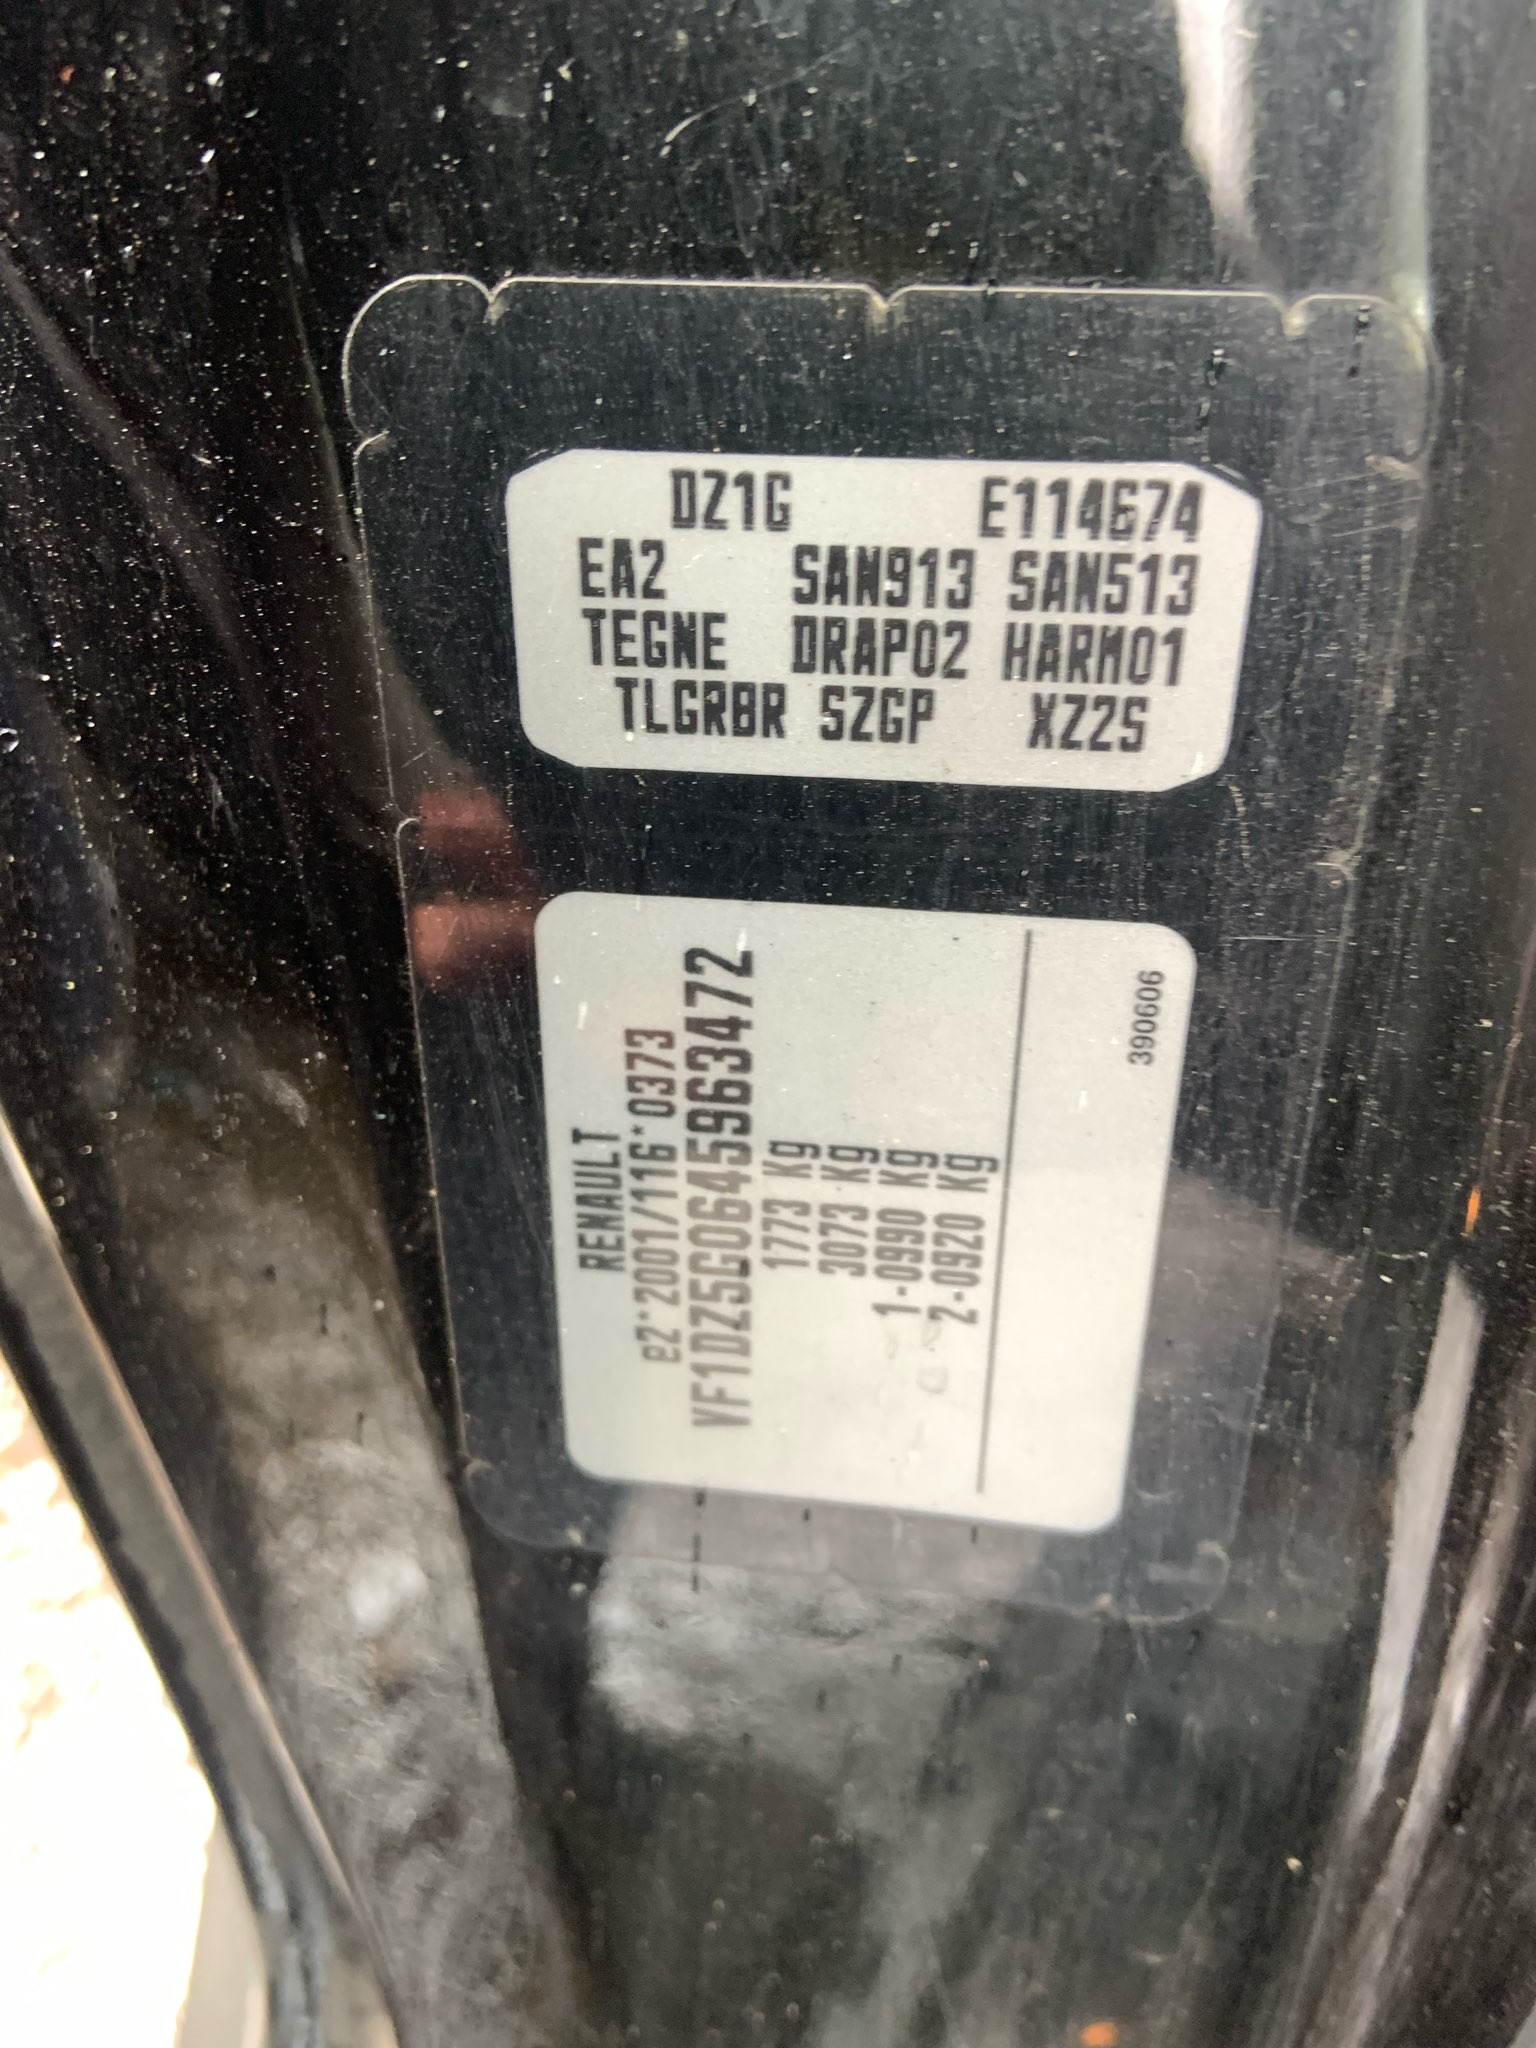 DZ1G E114674
EA2 SAN913 SAN513
TEGNE DRAP02 HARM01
TLGRBR SZGP XZ2S
RENAULT
e2*2001/116*0373
VF1DZ5G0645963472
1773 Kg
3073 Kg
1-0990 Kg
2-0920 Kg
390606